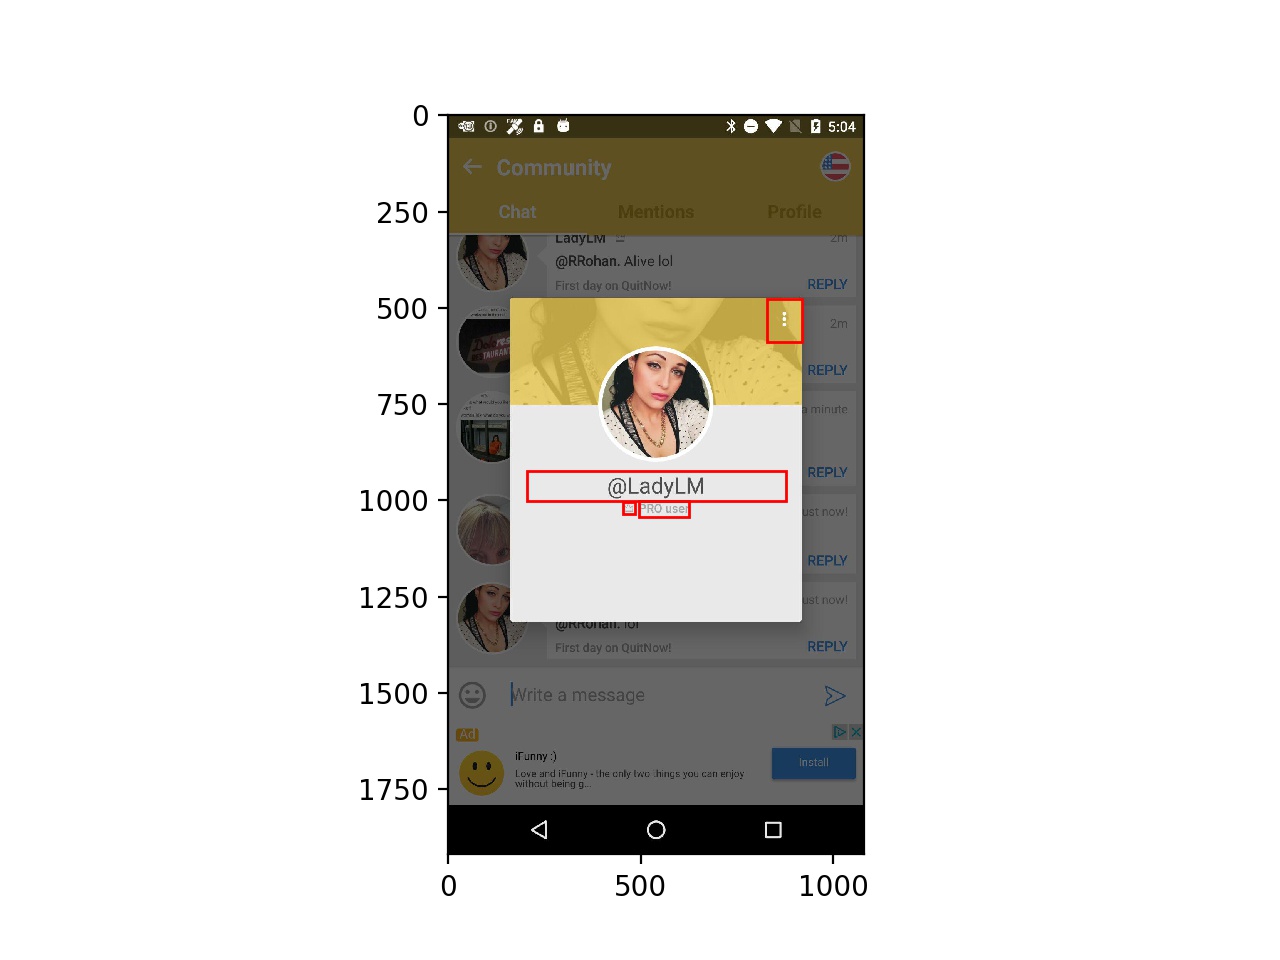 0
5:04
Community
Chat Mentions Profile
250
LadyLM 2m
@RRohan. Alive lol
REPLY
First day on QuitNow!
500
2m
REPLY
750
a minute
@LadyLM
REPLY
1000
PRO user
ust now!
REPLY
1250
ust now!
@RRohan. lol
First day on QuitNow!
REPLY
1500
Write a message
Ad
iFunny :)
Install
Love and iFunny - the only two things you can enjoy
without being g...
1750
0 500 1000